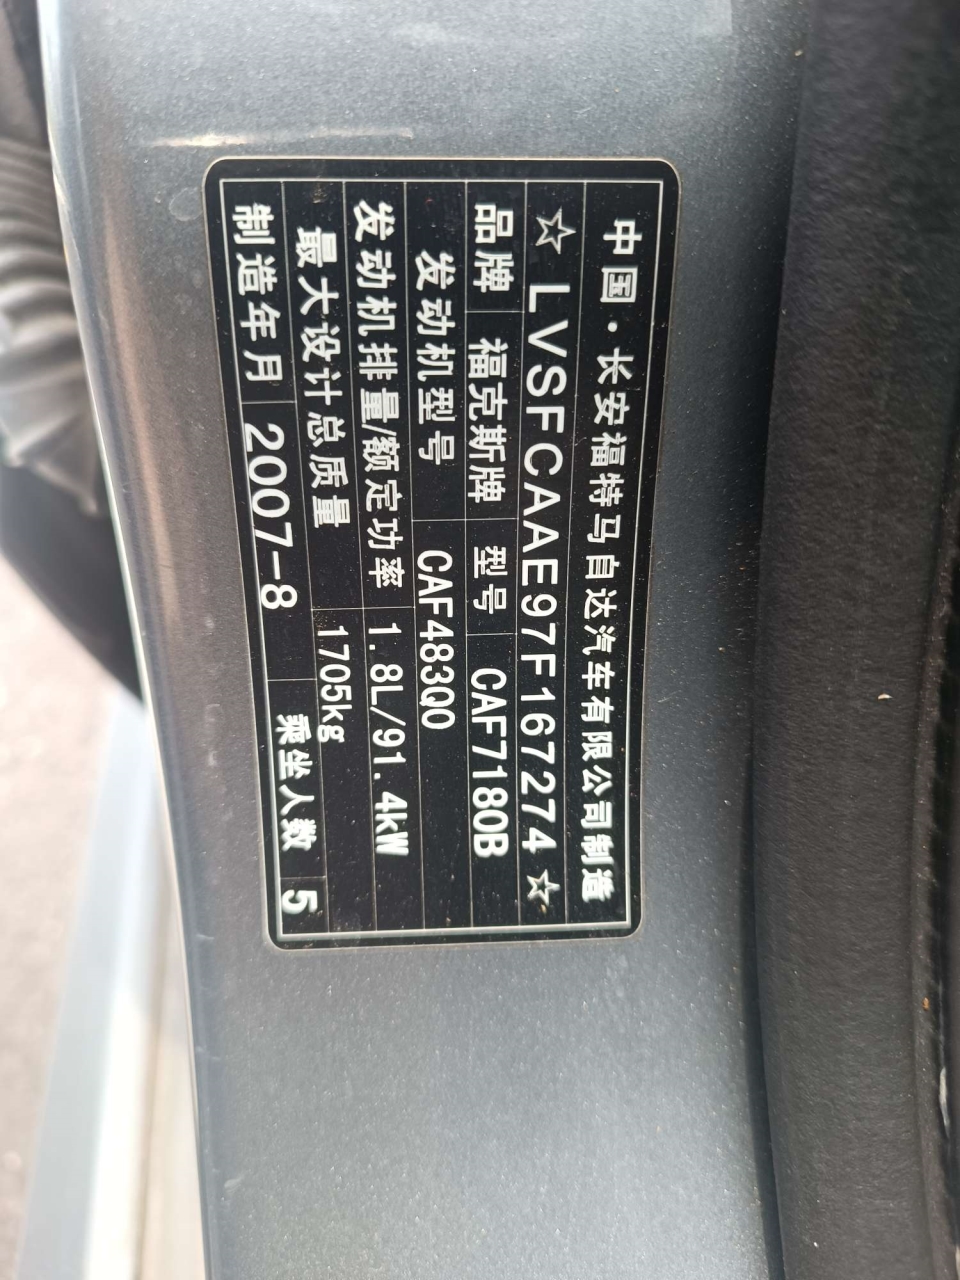 中国·长安福特马自达汽车有限公司制造
☆LVSFCAAE97F167274☆
品牌 福克斯牌 型号 CAF7180B
发动机型号 CAF483Q0
发动机排量/额定功率 1.8L/91.4kW
最大设计总质量 1705kg
制造年月 2007-8 乘坐人数 5